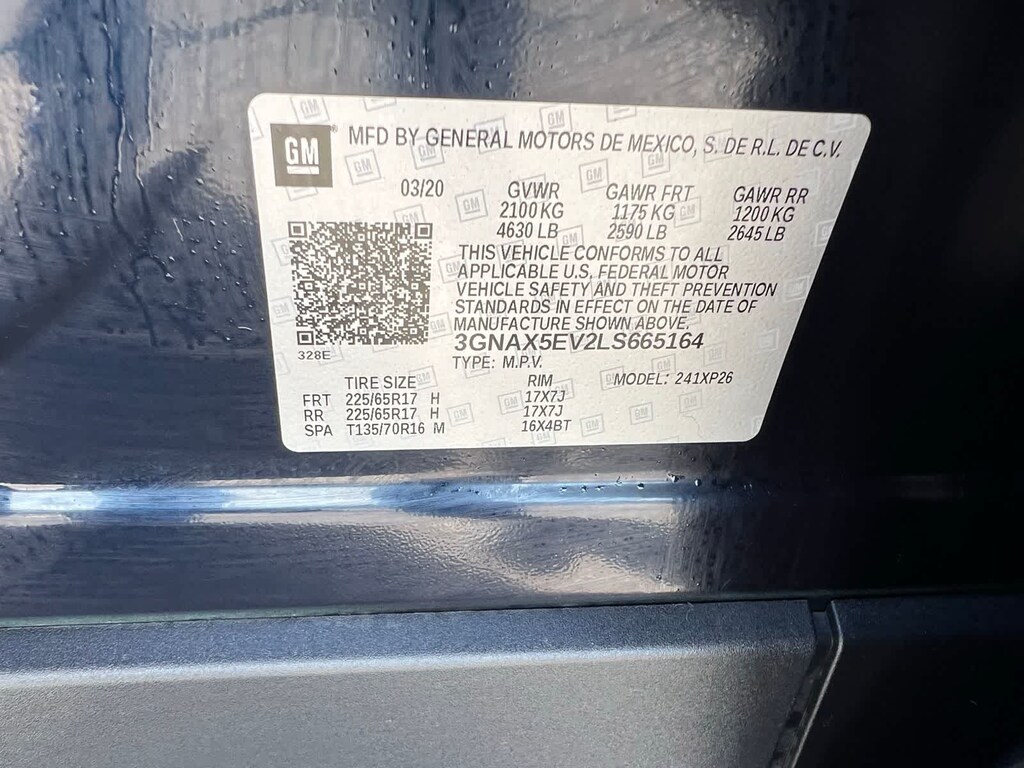 GM ® MFD BY GENERAL MOTORS DE MEXICO, S. DE R.L. DE C.V.
03/20 GVWR GAWR FRT GAWR RR
2100 KG 1175 KG 1200 KG
4630 LB 2590 LB 2645 LB
THIS VEHICLE CONFORMS TO ALL
APPLICABLE U.S. FEDERAL MOTOR
VEHICLE SAFETY AND THEFT PREVENTION
STANDARDS IN EFFECT ON THE DATE OF
MANUFACTURE SHOWN ABOVE.
3GNAX5EV2LS665164
328E
TYPE: M.P.V.
TIRE SIZE RIM MODEL: 241XP26
FRT 225/65R17 H 17X7J
RR 225/65R17 H 17X7J
SPA T135/70R16 M 16X4BT